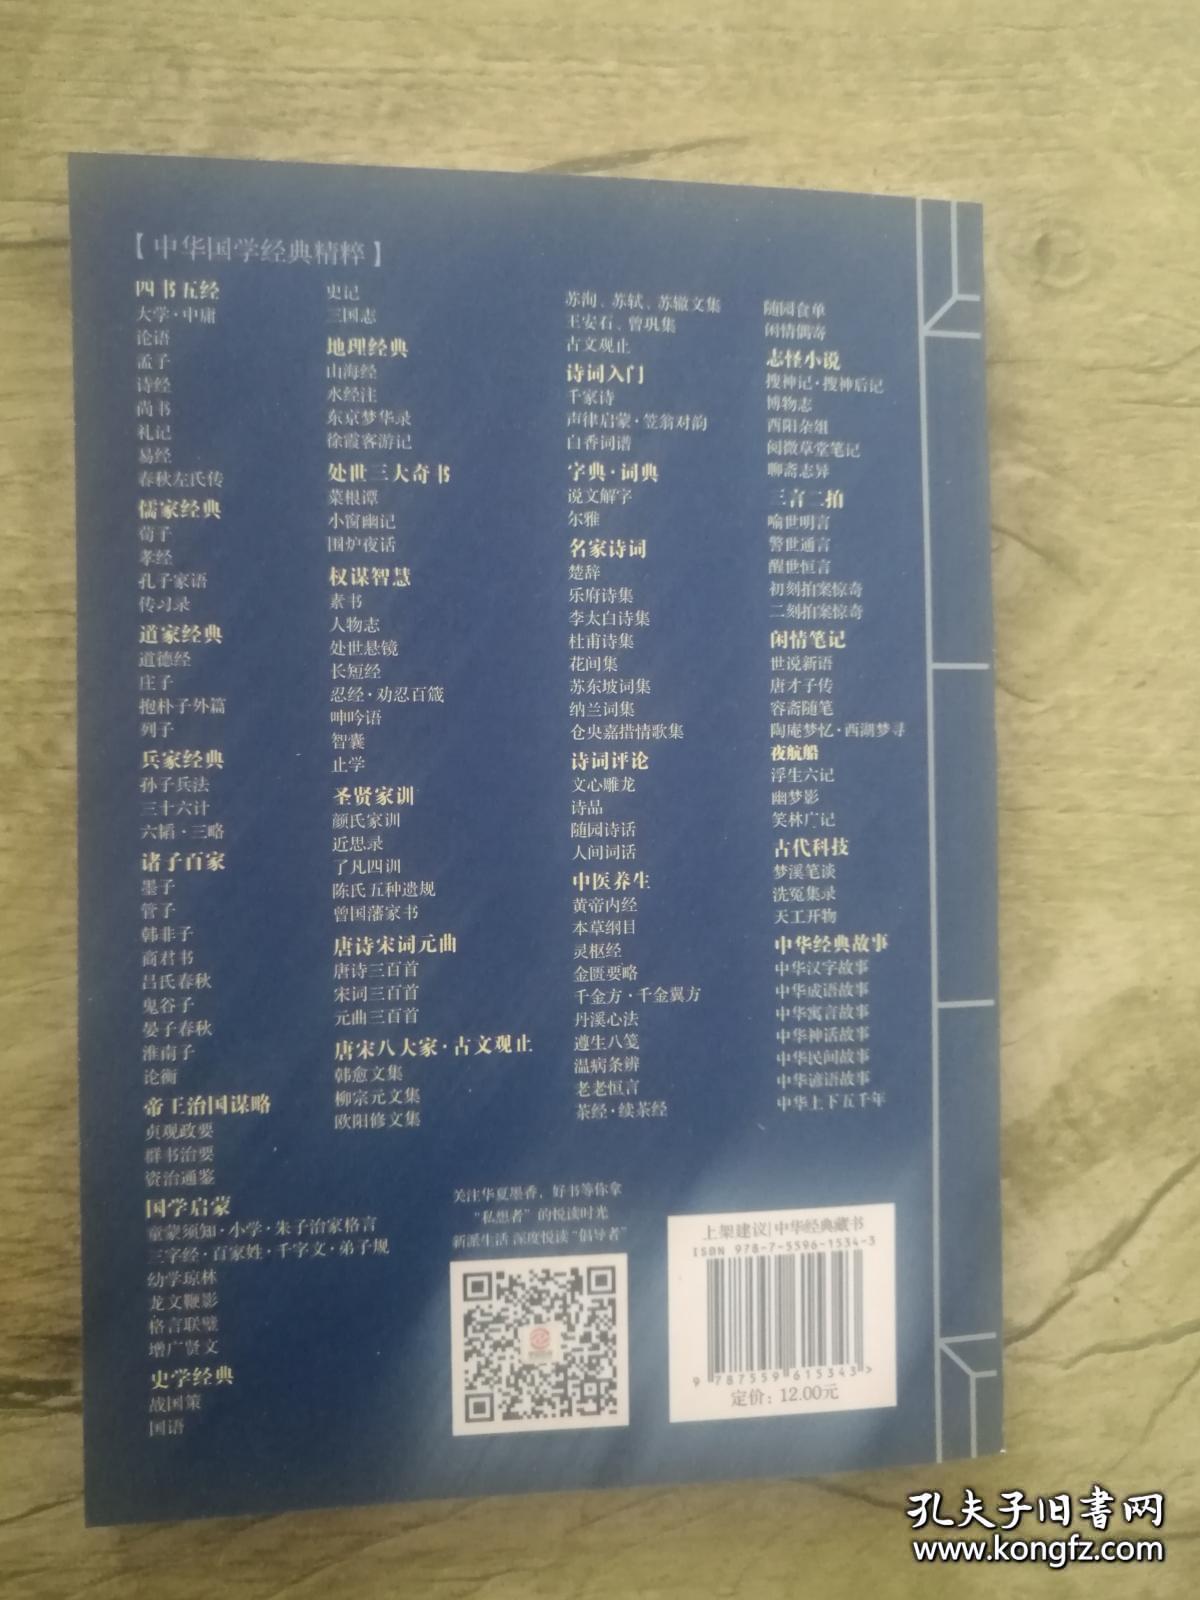 【中华国学经典精粹】
四书五经
大学·中庸
论语
孟子
诗经
尚书
礼记
易经
春秋左氏传
儒家经典
荀子
孝经
孔子家语
传习录
道家经典
道德经
庄子
抱朴子外篇
列子
兵家经典
孙子兵法
三十六计
六韬·三略
诸子百家
墨子
管子
韩非子
商君书
吕氏春秋
鬼谷子
晏子春秋
淮南子
论衡
帝王治国谋略
贞观政要
群书治要
资治通鉴
国学启蒙
童蒙须知·小学·朱子治家格言
三字经·百家姓·千字文·弟子规
幼学琼林
龙文鞭影
格言联璧
增广贤文
史学经典
战国策
国语
史记
三国志
地理经典
山海经
水经注
东京梦华录
徐霞客游记
处世三大奇书
菜根谭
小窗幽记
围炉夜话
权谋智慧
素书
人物志
处世悬镜
长短经
忍经·劝忍百箴
呻吟语
智囊
止学
圣贤家训
颜氏家训
近思录
了凡四训
陈氏五种遗规
曾国藩家书
唐诗宋词元曲
唐诗三百首
宋词三百首
元曲三百首
唐宋八大家·古文观止
韩愈文集
柳宗元文集
欧阳修文集
苏洵、苏轼、苏辙文集
王安石、曾巩集
古文观止
诗词入门
千家诗
声律启蒙·笠翁对韵
白香词谱
字典·词典
说文解字
尔雅
名家诗词
楚辞
乐府诗集
李太白诗集
杜甫诗集
花间集
苏东坡词集
纳兰词集
仓央嘉措情歌集
诗词评论
文心雕龙
诗品
随园诗话
人间词话
中医养生
黄帝内经
本草纲目
灵枢经
金匮要略
千金方·千金翼方
丹溪心法
遵生八笺
温病条辨
老老恒言
茶经·续茶经
随园食单
闲情偶寄
志怪小说
搜神记·搜神后记
博物志
酉阳杂俎
阅微草堂笔记
聊斋志异
三言二拍
喻世明言
警世通言
醒世恒言
初刻拍案惊奇
二刻拍案惊奇
闲情笔记
世说新语
唐才子传
容斋随笔
陶庵梦忆·西湖梦寻
夜航船
浮生六记
幽梦影
笑林广记
古代科技
梦溪笔谈
洗冤集录
天工开物
中华经典故事
中华汉字故事
中华成语故事
中华寓言故事
中华神话故事
中华民间故事
中华谚语故事
中华上下五千年
关注华夏墨香，好书等你拿
“私想者”的悦读时光
新派生活 深度悦读“倡导者”
上架建议|中华经典藏书
ISBN 978-7-5596-1534-3
9 787559 615343 >
定价：12.00元
孔夫子旧书网
www.kongfz.com